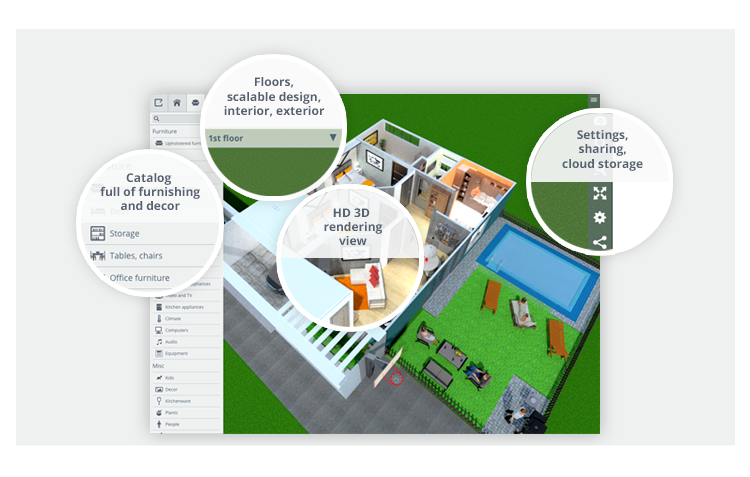 Floors,
scalable design,
interior, exterior
1st floor
Furniture
Upholstered furni
Settings,
sharing,
cloud storage
Catalog
full of furnishing
and decor
Storage
Tables, chairs
Office furniture
HD 3D
rendering
view
appliances
and TV
Kitchen appliances
Climate
Computers
Audio
Equipment
Misc
Kids
Decor
Kitchenware
Plants
People